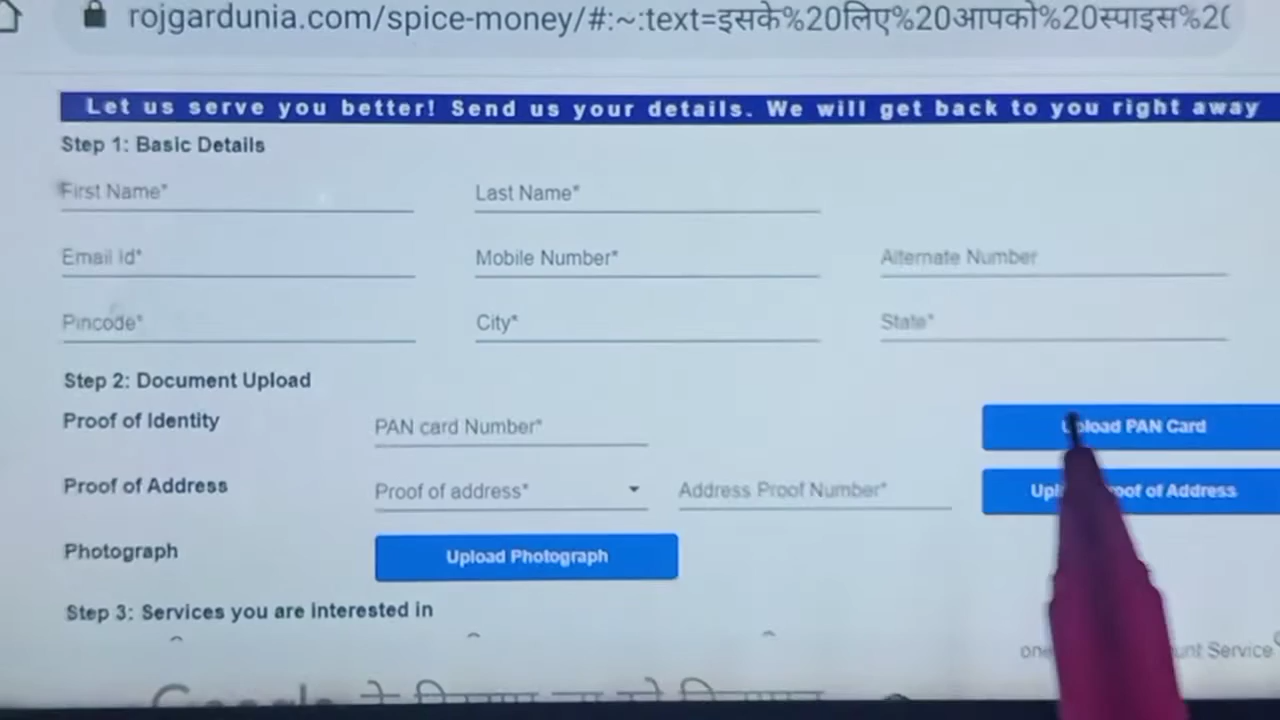 rojgardunia.com/spice-money/#:~:text=इसके%20लिए%20आपको%20स्पाइस%20
Let us serve you better! Send us your details. We will get back to you right away
Step 1: Basic Details
First Name* Last Name*
Email Id* Mobile Number* Alternate Number
Pincode* City* State*
Step 2: Document Upload
Proof of Identity PAN card Number* Upload PAN Card
Proof of Address Proof of address* Address Proof Number* Proof of Address
Photograph Upload Photograph
Step 3: Services you are interested in
Service